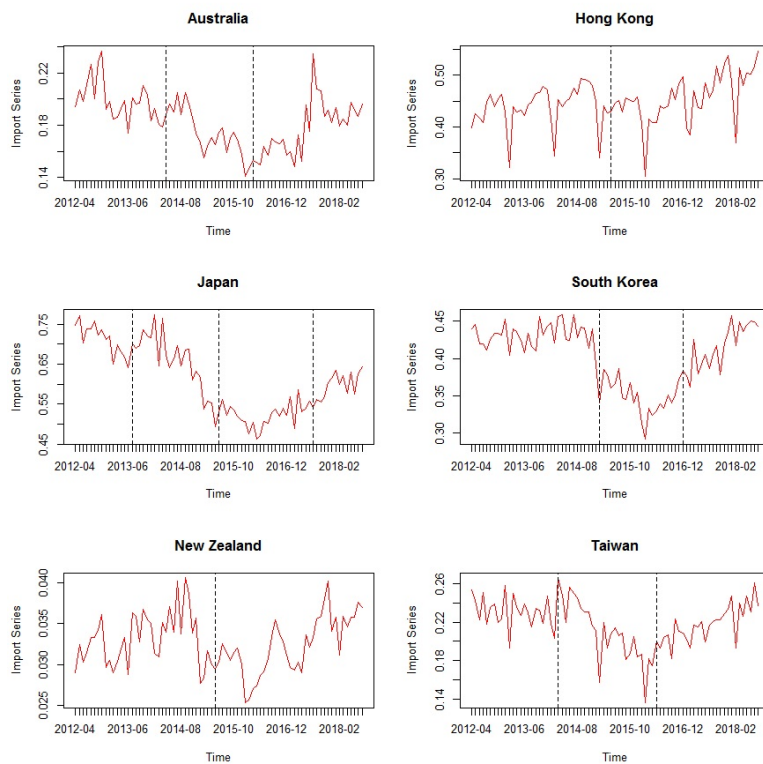 Australia
Import Series
0.22
0.18
0.14
2012-04 2013-06 2014-08 2015-10 2016-12 2018-02
Time
Hong Kong
Import Series
0.50
0.40
0.30
2012-04 2013-06 2014-08 2015-10 2016-12 2018-02
Time
Japan
Import Series
0.75
0.65
0.55
0.45
2012-04 2013-06 2014-08 2015-10 2016-12 2018-02
Time
South Korea
Import Series
0.45
0.40
0.35
0.30
2012-04 2013-06 2014-08 2015-10 2016-12 2018-02
Time
New Zealand
Import Series
0.040
0.035
0.030
0.025
2012-04 2013-06 2014-08 2015-10 2016-12 2018-02
Time
Taiwan
Import Series
0.26
0.22
0.18
0.14
2012-04 2013-06 2014-08 2015-10 2016-12 2018-02
Time